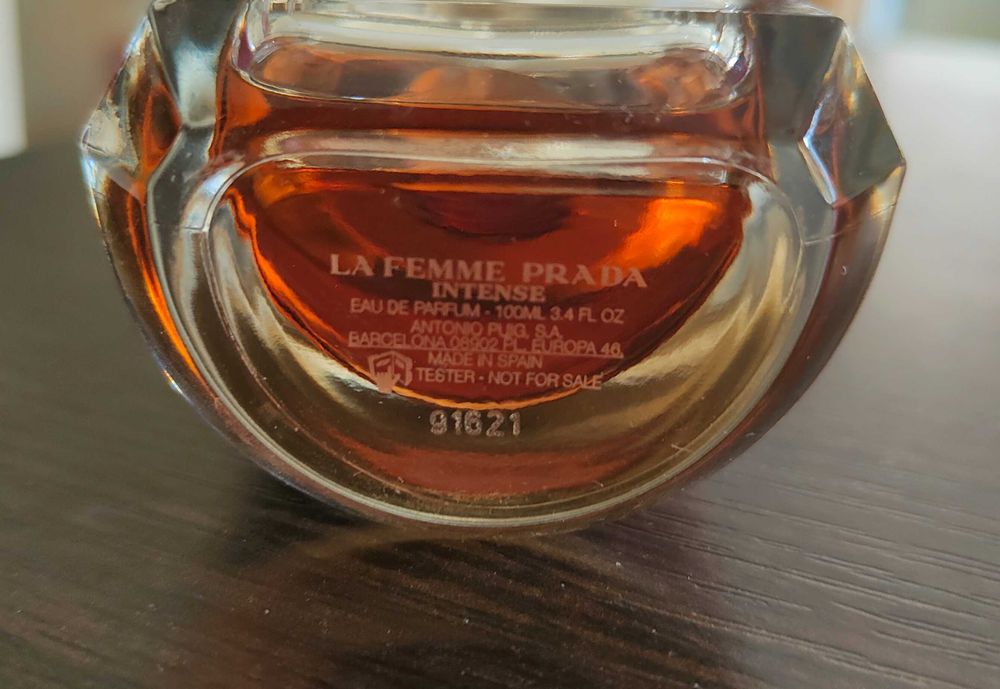 LA FEMME PRADA
INTENSE
EAU DE PARFUM - 100ML 3.4 FL OZ
ANTONIO PUIG, S.A.
BARCELONA 08902 PL. EUROPA 46,
MADE IN SPAIN
TESTER - NOT FOR SALE
91621